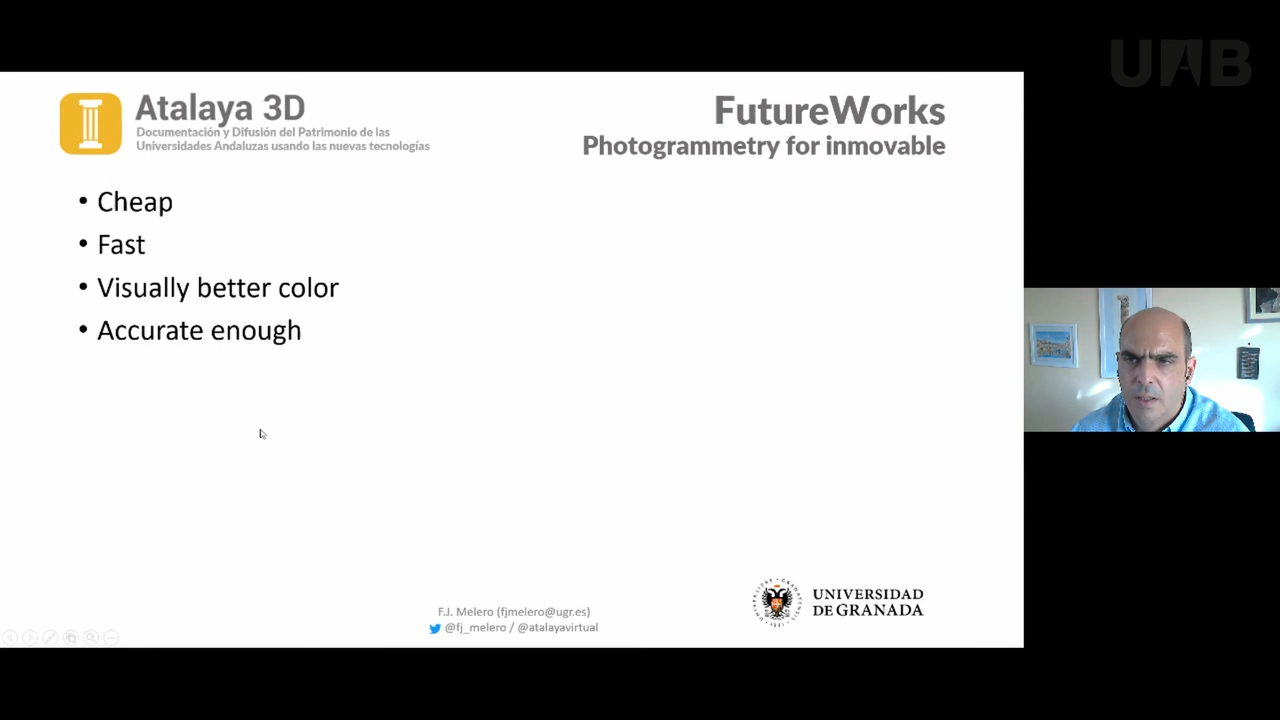 UAB
Atalaya 3D
Documentación y Difusión del Patrimonio de las
Universidades Andaluzas usando las nuevas tecnologías
FutureWorks
Photogrammetry for inmovable
• Cheap
• Fast
• Visually better color
• Accurate enough
F.J. Melero (fjmelero@ugr.es)
@fj_melero / @atalayavirtual
UNIVERSIDAD
DE GRANADA